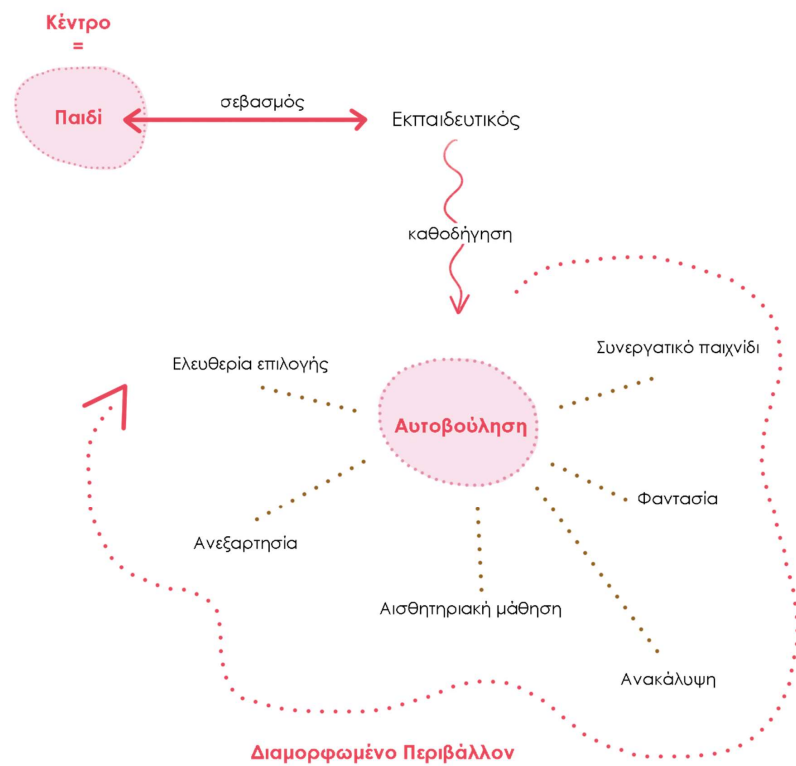 Κέντρο
=
Παιδί
σεβασμός
Εκπαιδευτικός
καθοδήγηση
Ελευθερία επιλογής
Συνεργατικό παιχνίδι
Αυτοβούληση
Φαντασία
Ανεξαρτησία
Αισθητηριακή μάθηση
Ανακάλυψη
Διαμορφωμένο Περιβάλλον